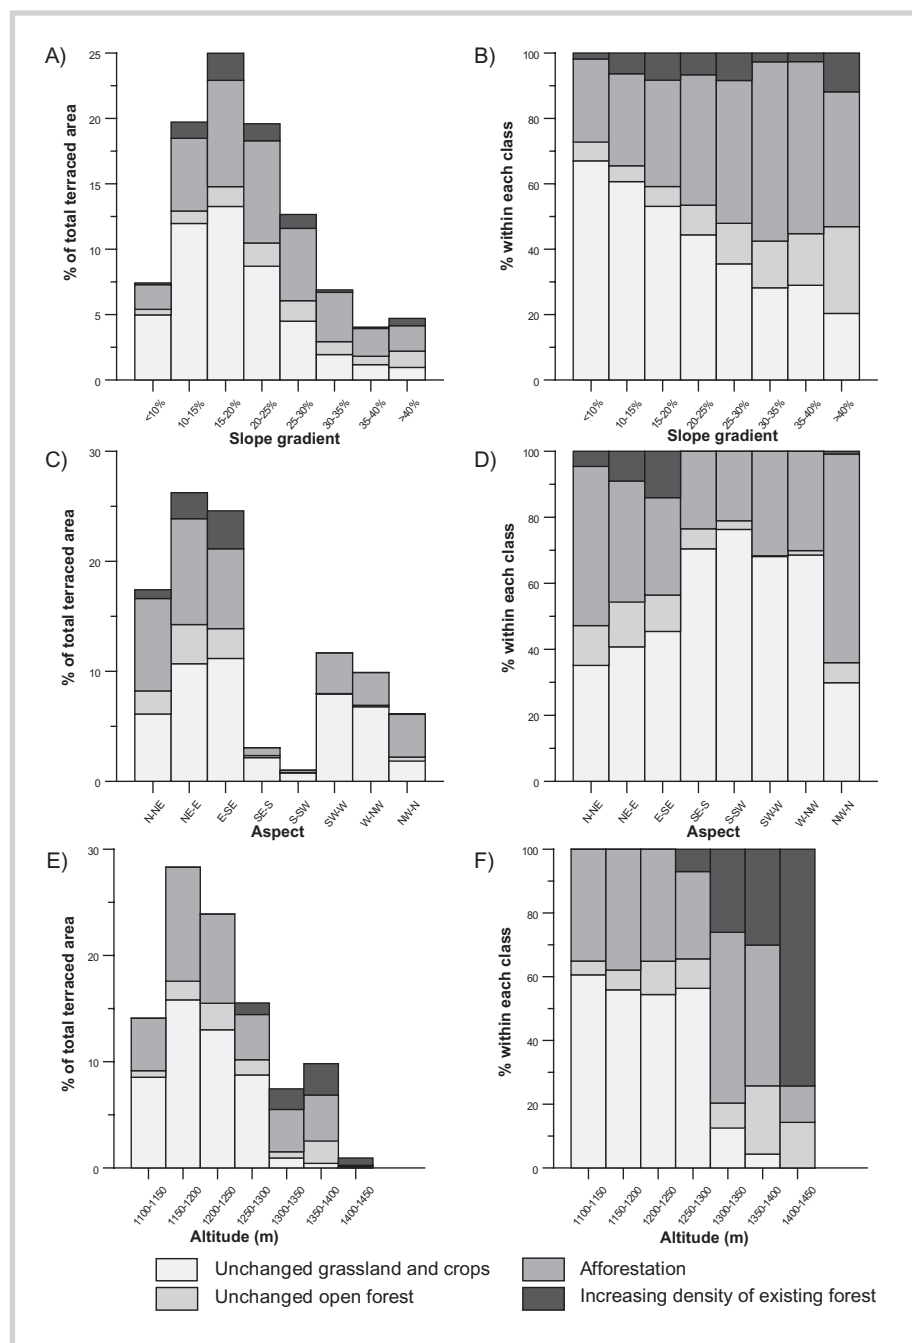 A)
25
20
15
10
5
0
% of total terraced area
<10%
10-15%
15-20%
20-25%
25-30%
30-35%
35-40%
>40%
Slope gradient
B)
100
80
60
40
20
0
% within each class
<10%
10-15%
15-20%
20-25%
25-30%
30-35%
35-40%
>40%
Slope gradient
C)
30
20
10
0
% of total terraced area
N-NE
NE-E
E-SE
SE-S
S-SW
SW-W
W-NW
NW-N
Aspect
D)
100
80
60
40
20
0
% within each class
N-NE
NE-E
E-SE
SE-S
S-SW
SW-W
W-NW
NW-N
Aspect
E)
30
20
10
0
% of total terraced area
1100-1150
1150-1200
1200-1250
1250-1300
1300-1350
1350-1400
1400-1450
Altitude (m)
F)
100
80
60
40
20
0
% within each class
1100-1150
1150-1200
1200-1250
1250-1300
1300-1350
1350-1400
1400-1450
Altitude (m)
Unchanged grassland and crops
Unchanged open forest
Afforestation
Increasing density of existing forest